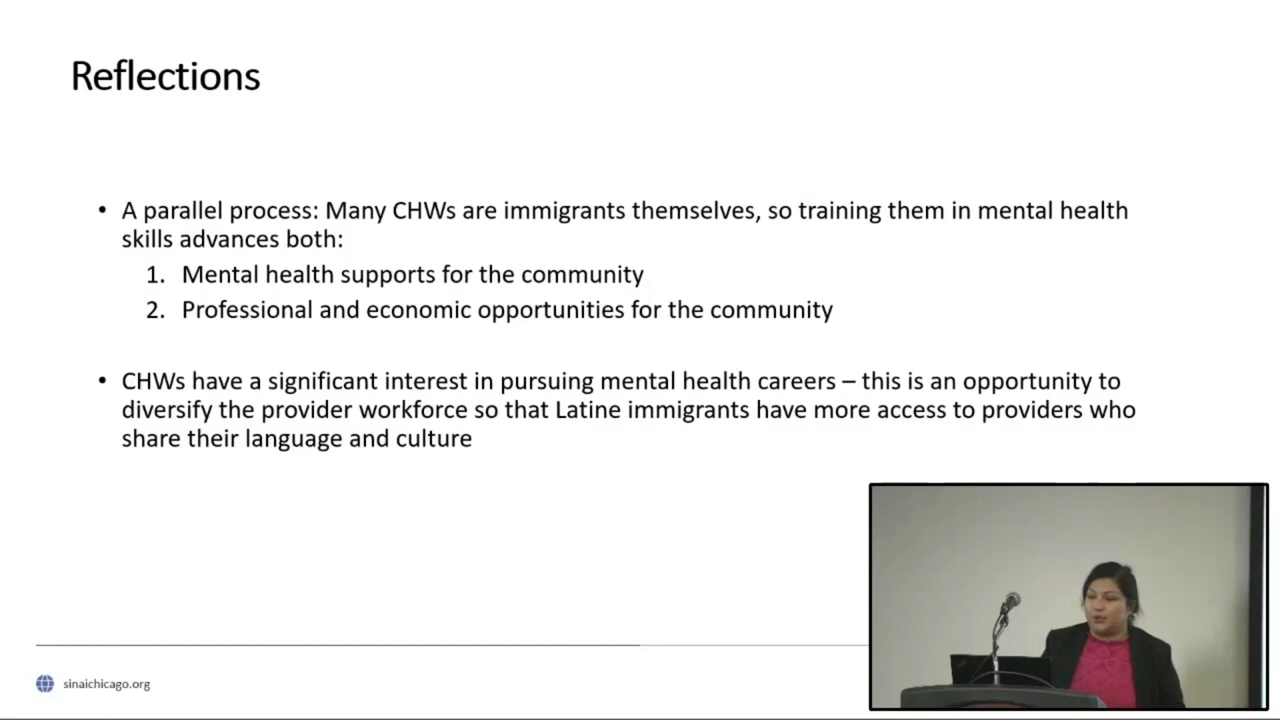 Reflections
• A parallel process: Many CHWs are immigrants themselves, so training them in mental health
skills advances both:
1. Mental health supports for the community
2. Professional and economic opportunities for the community
• CHWs have a significant interest in pursuing mental health careers – this is an opportunity to
diversify the provider workforce so that Latine immigrants have more access to providers who
share their language and culture
sinaichicago.org